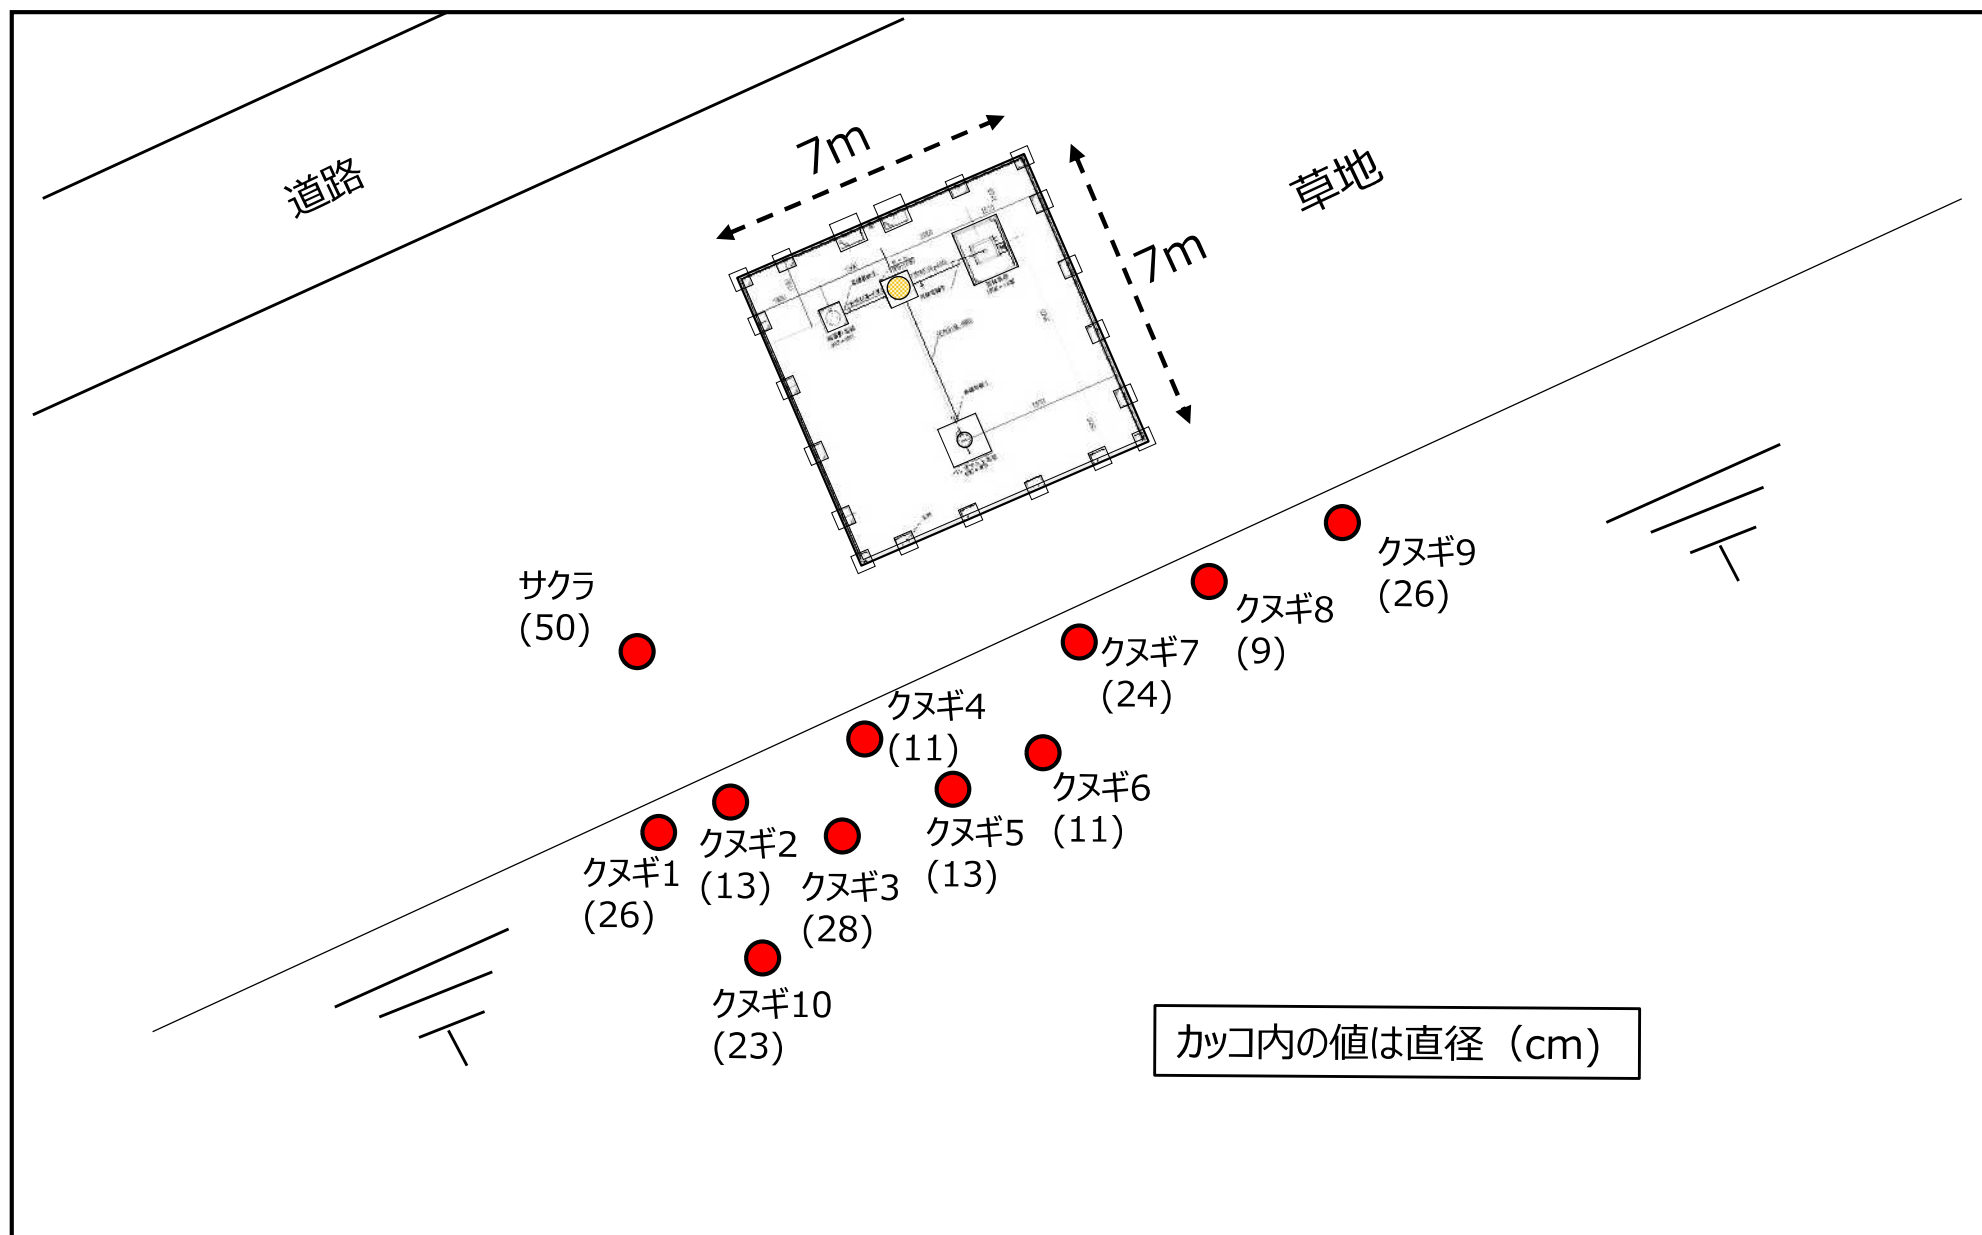 道路
7m
7m
草地
サクラ
(50)
クヌギ9
(26)
クヌギ8
(9)
クヌギ7
(24)
クヌギ4
(11)
クヌギ6
(11)
クヌギ5
(13)
クヌギ2
(13)
クヌギ1
(26)
クヌギ3
(28)
クヌギ10
(23)
カッコ内の値は直径（cm)